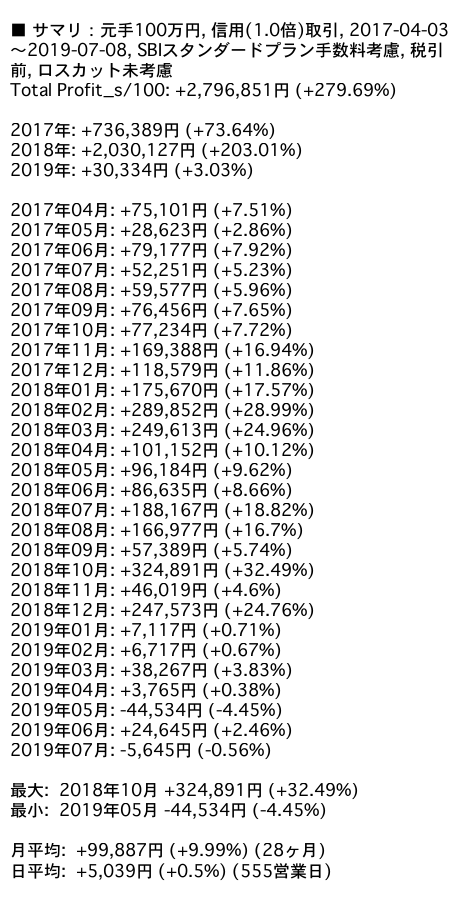 ■ サマリ：元手100万円, 信用(1.0倍)取引, 2017-04-03
～2019-07-08, SBIスタンダードプラン手数料考慮, 税引
前, ロスカット未考慮
Total Profit_s/100: +2,796,851円 (+279.69%)
2017年: +736,389円 (+73.64%)
2018年: +2,030,127円 (+203.01%)
2019年: +30,334円 (+3.03%)
2017年04月: +75,101円 (+7.51%)
2017年05月: +28,623円 (+2.86%)
2017年06月: +79,177円 (+7.92%)
2017年07月: +52,251円 (+5.23%)
2017年08月: +59,577円 (+5.96%)
2017年09月: +76,456円 (+7.65%)
2017年10月: +77,234円 (+7.72%)
2017年11月: +169,388円 (+16.94%)
2017年12月: +118,579円 (+11.86%)
2018年01月: +175,670円 (+17.57%)
2018年02月: +289,852円 (+28.99%)
2018年03月: +249,613円 (+24.96%)
2018年04月: +101,152円 (+10.12%)
2018年05月: +96,184円 (+9.62%)
2018年06月: +86,635円 (+8.66%)
2018年07月: +188,167円 (+18.82%)
2018年08月: +166,977円 (+16.7%)
2018年09月: +57,389円 (+5.74%)
2018年10月: +324,891円 (+32.49%)
2018年11月: +46,019円 (+4.6%)
2018年12月: +247,573円 (+24.76%)
2019年01月: +7,117円 (+0.71%)
2019年02月: +6,717円 (+0.67%)
2019年03月: +38,267円 (+3.83%)
2019年04月: +3,765円 (+0.38%)
2019年05月: -44,534円 (-4.45%)
2019年06月: +24,645円 (+2.46%)
2019年07月: -5,645円 (-0.56%)
最大: 2018年10月 +324,891円 (+32.49%)
最小: 2019年05月 -44,534円 (-4.45%)
月平均: +99,887円 (+9.99%) (28ヶ月)
日平均: +5,039円 (+0.5%) (555営業日)